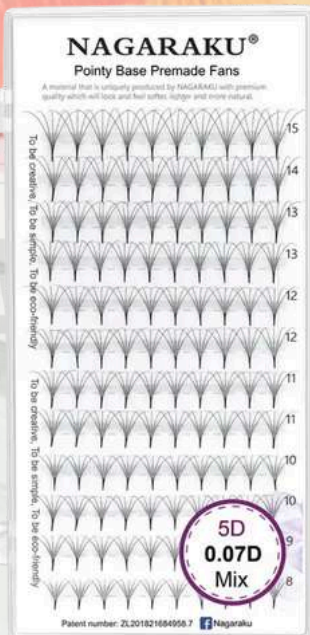 NAGARAKU®
Pointy Base Premade Fans
A material that is uniquely produced by NAGARAKU with premium
quality which will look and feel softer, lighter and more natural.
To be creative, To be simple, To be eco-friendly
To be creative, To be simple, To be eco-friendly
15
14
13
13
12
12
11
11
10
10
9
8
5D
0.07D
Mix
Patent number: ZL201821684958.7
f Nagaraku